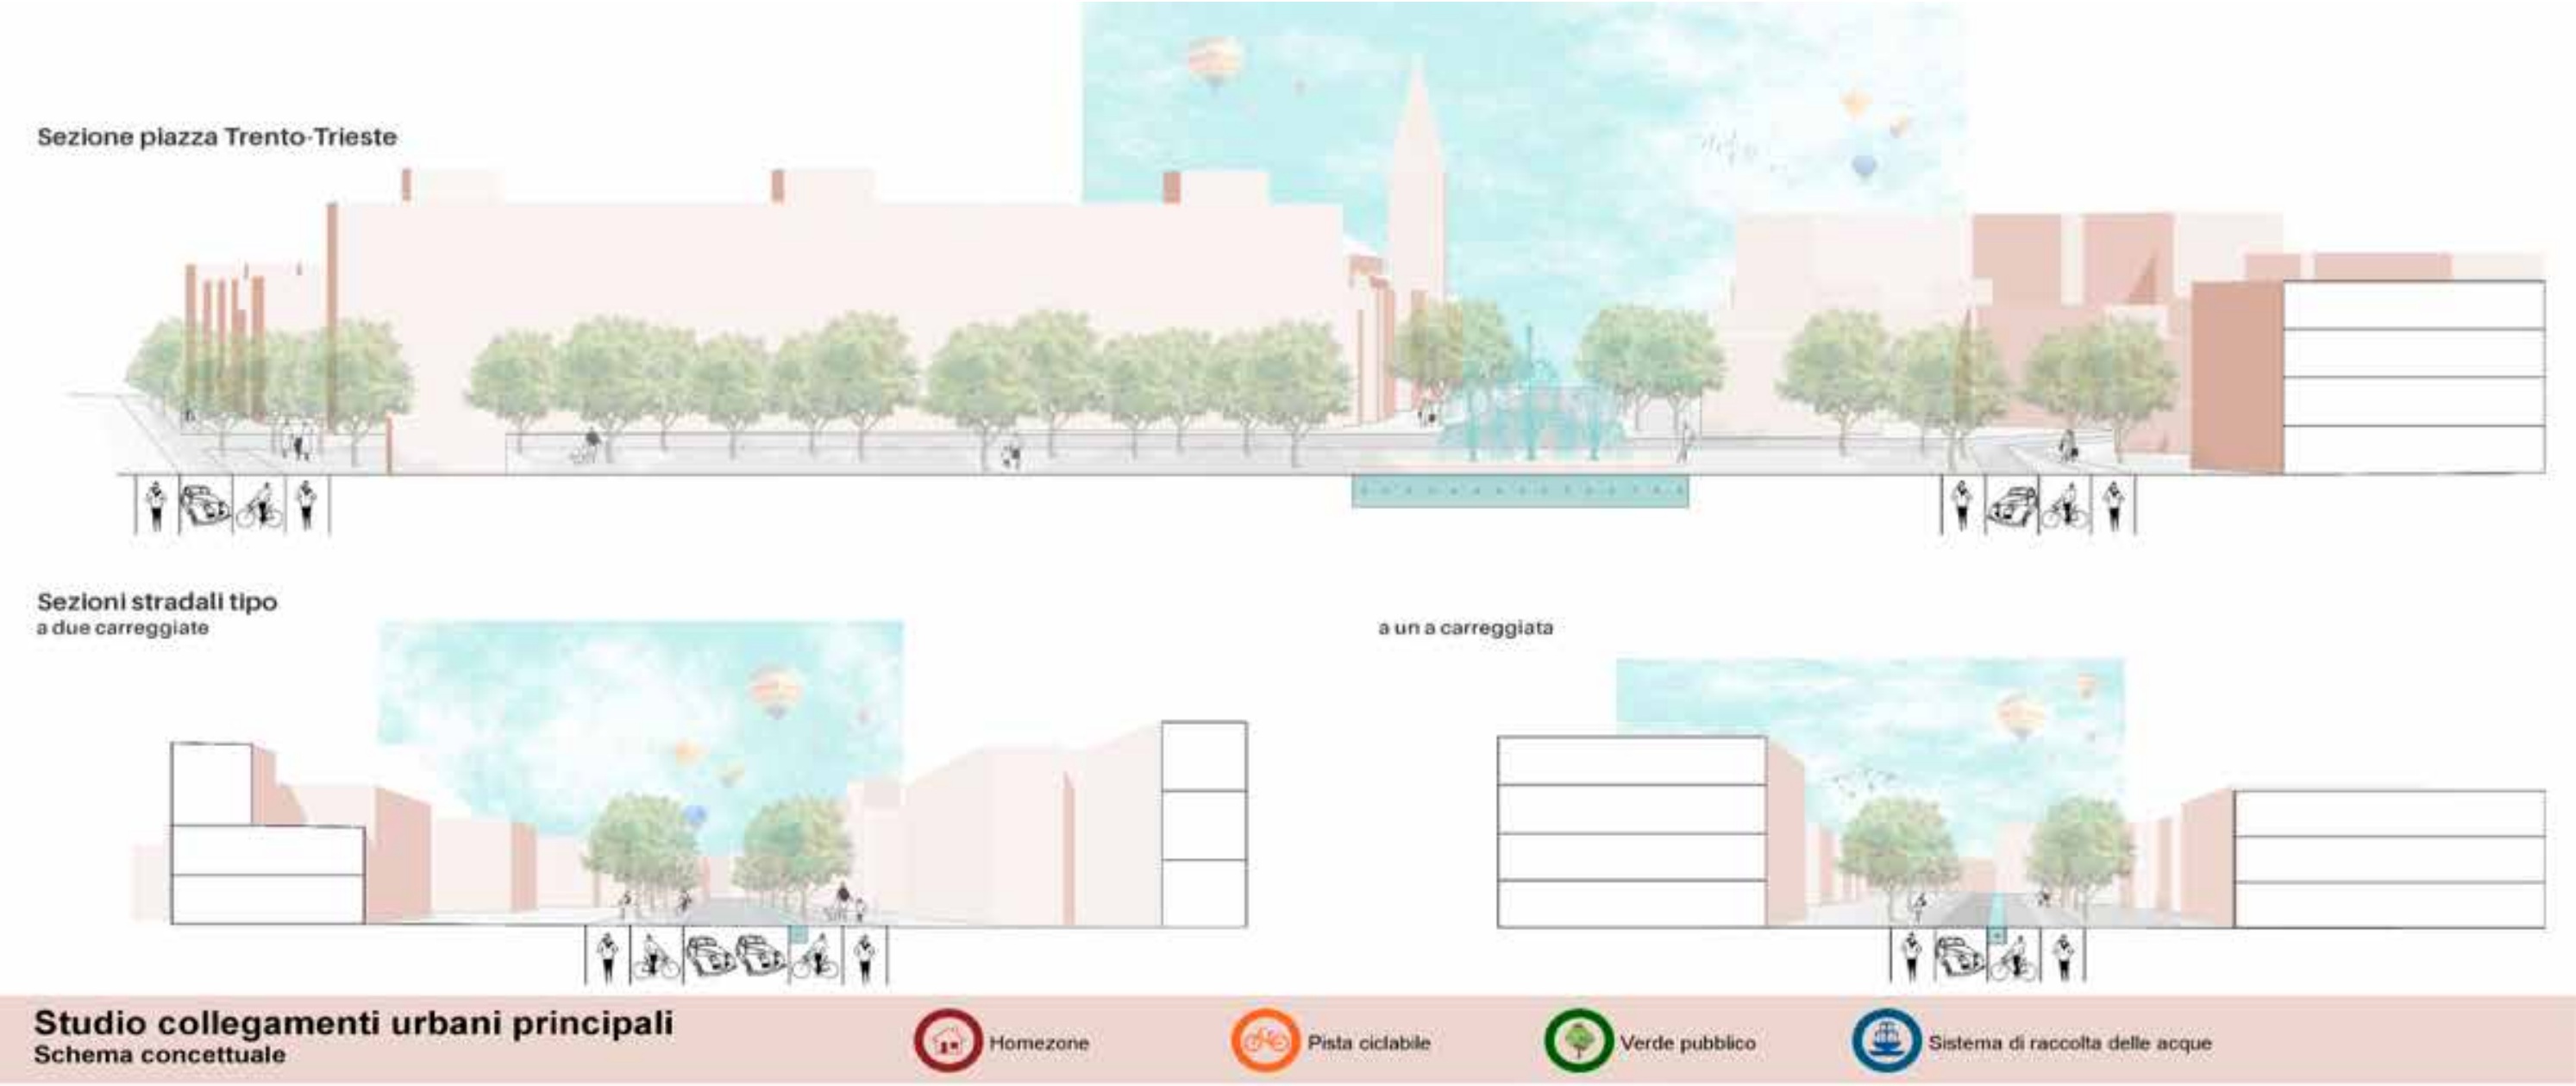 Sezione piazza Trento-Trieste
Sezioni stradali tipo
a due carreggiate
a un a carreggiata
Studio collegamenti urbani principali
Schema concettuale
Homezone
Pista ciclabile
Verde pubblico
Sistema di raccolta delle acque